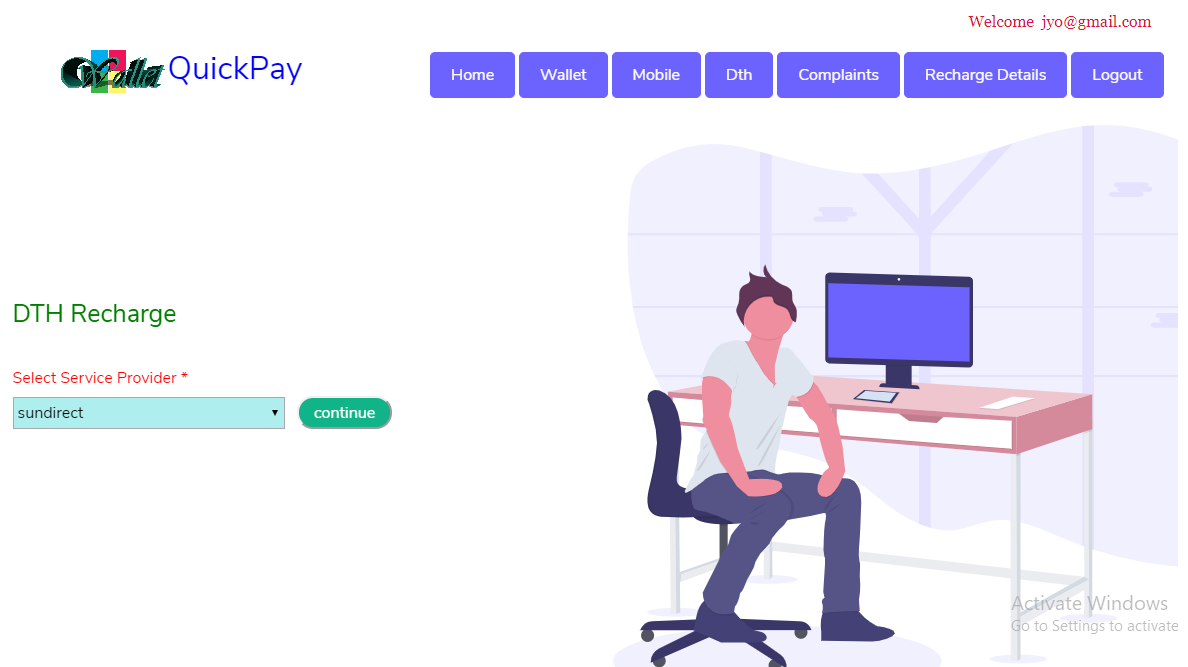 Welcome jyo@gmail.com
QuickPay
Home Wallet Mobile Dth Complaints Recharge Details Logout
DTH Recharge
Select Service Provider *
sundirect
continue
Activate Windows
Go to Settings to activate